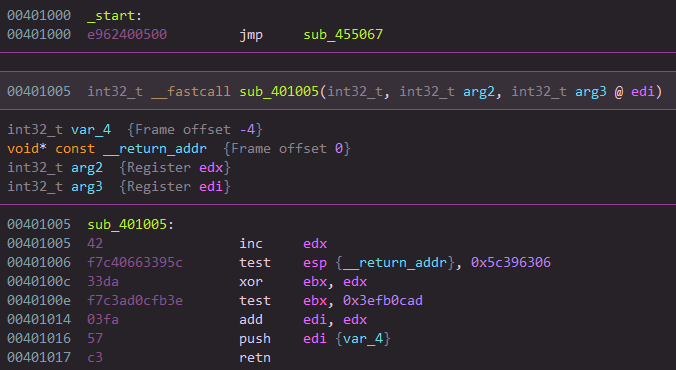 00401000 _start:
00401000 e962400500 jmp sub_455067
00401005 int32_t __fastcall sub_401005(int32_t, int32_t arg2, int32_t arg3 @ edi)
int32_t var_4 {Frame offset -4}
void* const __return_addr {Frame offset 0}
int32_t arg2 {Register edx}
int32_t arg3 {Register edi}
00401005 sub_401005:
00401005 42 inc edx
00401006 f7c40663395c test esp {__return_addr}, 0x5c396306
0040100c 33da xor ebx, edx
0040100e f7c3ad0cfb3e test ebx, 0x3efb0cad
00401014 03fa add edi, edx
00401016 57 push edi {var_4}
00401017 c3 retn